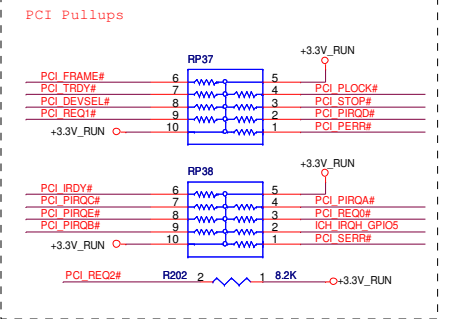 PCI Pullups
+3.3V_RUN
RP37
PCI_FRAME# 6 5
PCI_TRDY# 7 4 PCI_PLOCK#
PCI_DEVSEL# 8 3 PCI_STOP#
PCI_REQ1# 9 2 PCI_PIRQD#
+3.3V_RUN 10 1 PCI_PERR#
+3.3V_RUN
RP38
PCI_IRDY# 6 5
PCI_PIRQC# 7 4 PCI_PIRQA#
PCI_PIRQE# 8 3 PCI_REQ0#
PCI_PIRQB# 9 2 ICH_IRQH_GPIO5
+3.3V_RUN 10 1 PCI_SERR#
PCI_REQ2# R202 2 1 8.2K +3.3V_RUN